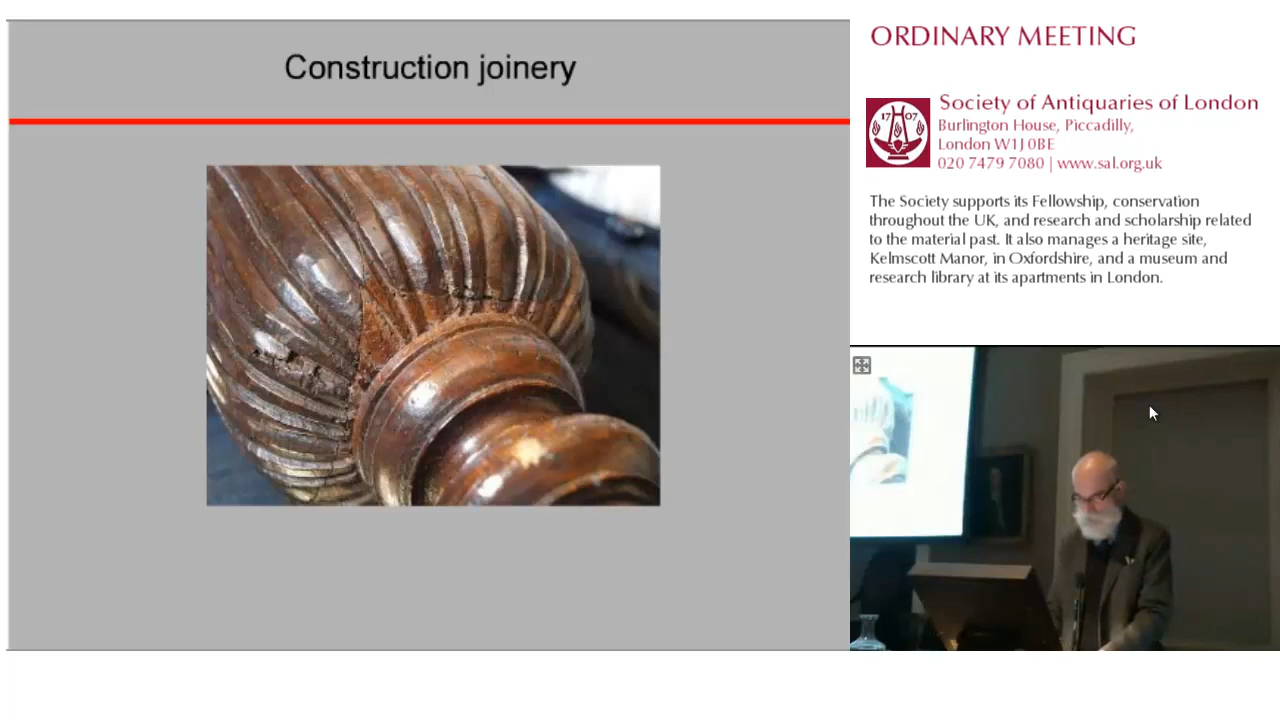 Construction joinery
ORDINARY MEETING
17 07
Society of Antiquaries of London
Burlington House, Piccadilly,
London W1J 0BE
020 7479 7080 | www.sal.org.uk
The Society supports its Fellowship, conservation
throughout the UK, and research and scholarship related
to the material past. It also manages a heritage site,
Kelmscott Manor, in Oxfordshire, and a museum and
research library at its apartments in London.